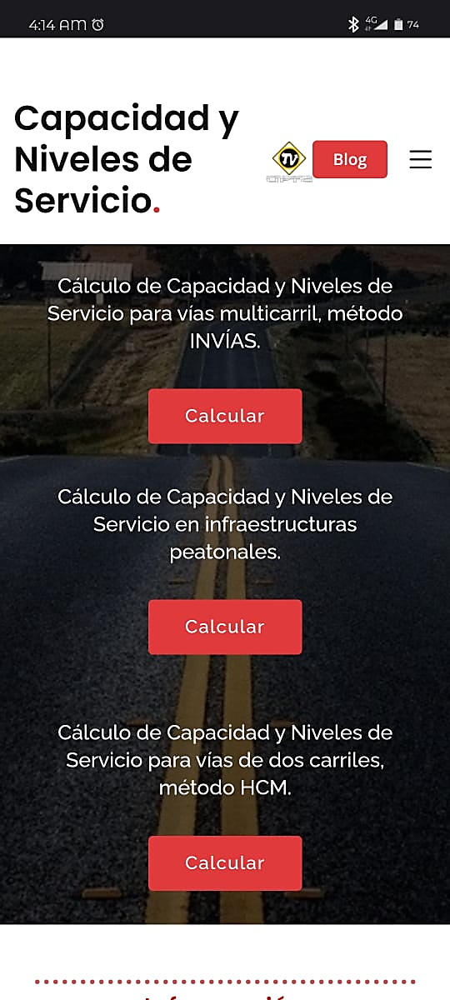 4:14 AM
4G
74
Capacidad y
Niveles de
Servicio.
TV
Blog
Cálculo de Capacidad y Niveles de
Servicio para vías multicarril, método
INVÍAS.
Calcular
Cálculo de Capacidad y Niveles de
Servicio en infraestructuras
peatonales.
Calcular
Cálculo de Capacidad y Niveles de
Servicio para vías de dos carriles,
método HCM.
Calcular